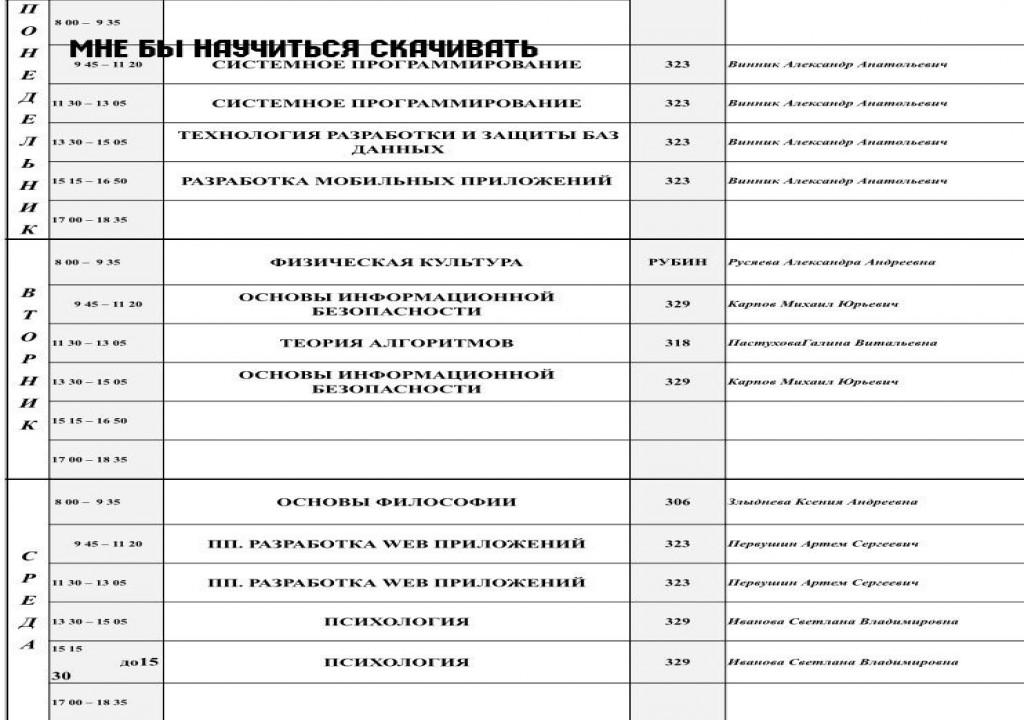 ПОНЕДЕЛЬНИК
8 00 – 9 35
МНЕ БЫ НАУЧИТЬСЯ СКАЧИВАТЬ
9 45 – 11 20 СИСТЕМНОЕ ПРОГРАММИРОВАНИЕ 323 Винник Александр Анатольевич
11 30 – 13 05 СИСТЕМНОЕ ПРОГРАММИРОВАНИЕ 323 Винник Александр Анатольевич
13 30 – 15 05 ТЕХНОЛОГИЯ РАЗРАБОТКИ И ЗАЩИТЫ БАЗ
ДАННЫХ 323 Винник Александр Анатольевич
15 15 – 16 50 РАЗРАБОТКА МОБИЛЬНЫХ ПРИЛОЖЕНИЙ 323 Винник Александр Анатольевич
17 00 – 18 35
ВТОРНИК
8 00 – 9 35 ФИЗИЧЕСКАЯ КУЛЬТУРА РУБИН Русяева Александра Андреевна
9 45 – 11 20 ОСНОВЫ ИНФОРМАЦИОННОЙ
БЕЗОПАСНОСТИ 329 Карпов Михаил Юрьевич
11 30 – 13 05 ТЕОРИЯ АЛГОРИТМОВ 318 ПастуховаГалина Витальевна
13 30 – 15 05 ОСНОВЫ ИНФОРМАЦИОННОЙ
БЕЗОПАСНОСТИ 329 Карпов Михаил Юрьевич
15 15 – 16 50
17 00 – 18 35
СРЕДА
8 00 – 9 35 ОСНОВЫ ФИЛОСОФИИ 306 Злыднева Ксения Андреевна
9 45 – 11 20 ПП. РАЗРАБОТКА WEB ПРИЛОЖЕНИЙ 323 Первушин Артем Сергеевич
11 30 – 13 05 ПП. РАЗРАБОТКА WEB ПРИЛОЖЕНИЙ 323 Первушин Артем Сергеевич
13 30 – 15 05 ПСИХОЛОГИЯ 329 Иванова Светлана Владимировна
15 15
до15 ПСИХОЛОГИЯ 329 Иванова Светлана Владимировна
30
17 00 – 18 35